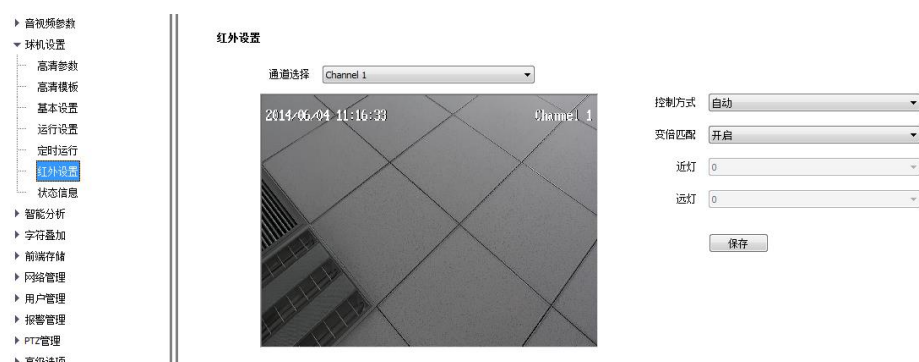 音视频参数
球机设置
高清参数
高清模板
基本设置
运行设置
定时运行
红外设置
状态信息
智能分析
字符叠加
前端存储
网络管理
用户管理
报警管理
PTZ管理
高级选项
红外设置
通道选择 Channel 1
2014/06/04 11:16:33 Channel 1
控制方式 自动
变倍匹配 开启
近灯 0
远灯 0
保存